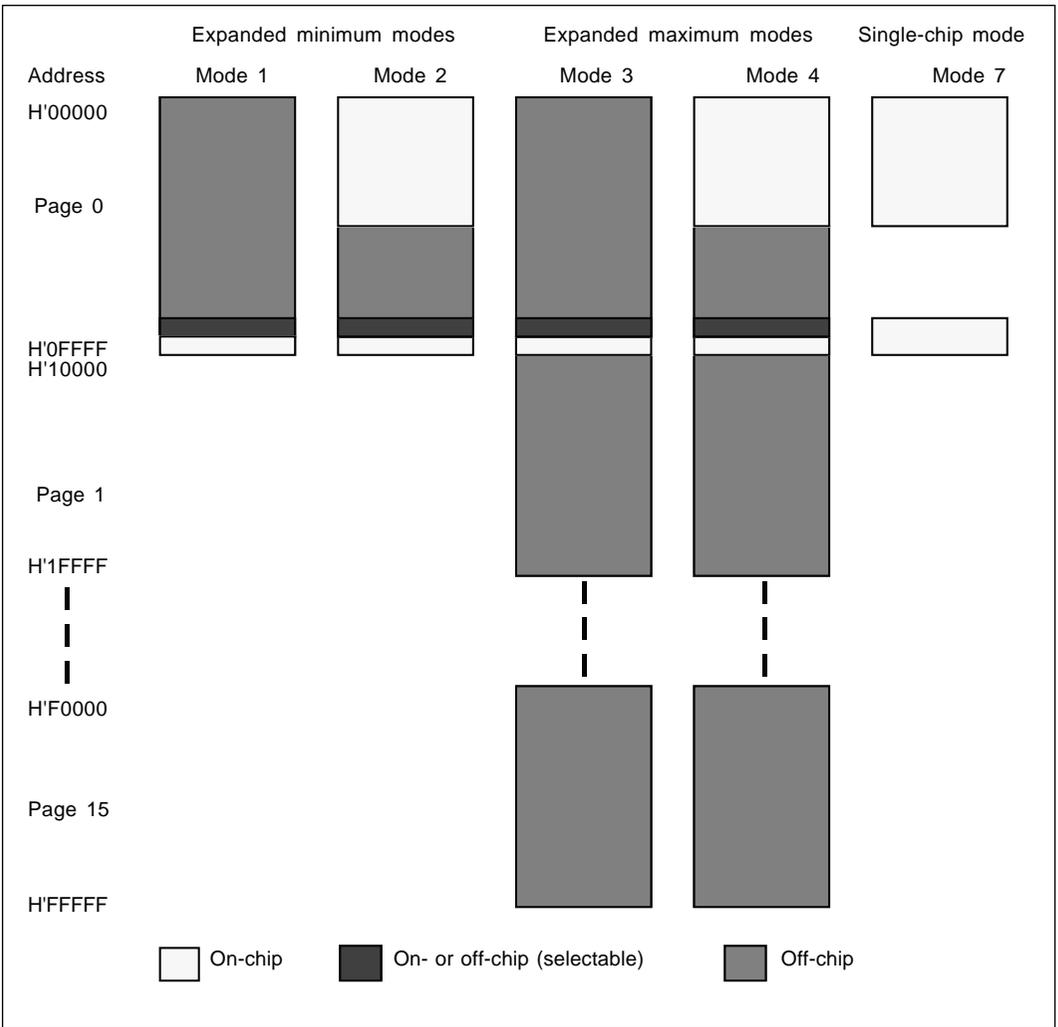 Expanded minimum modes Expanded maximum modes Single-chip mode
Address Mode 1 Mode 2 Mode 3 Mode 4 Mode 7
H'00000
Page 0
H'0FFFF
H'10000
Page 1
H'1FFFF
H'F0000
Page 15
H'FFFFF
On-chip On- or off-chip (selectable) Off-chip